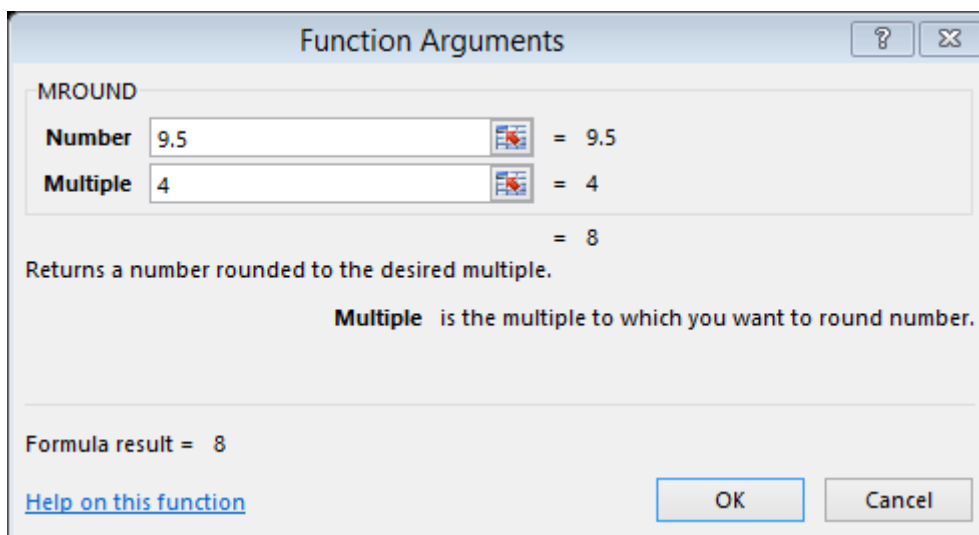 Function Arguments
MROUND
Number 9.5 = 9.5
Multiple 4 = 4
= 8
Returns a number rounded to the desired multiple.
Multiple is the multiple to which you want to round number.
Formula result = 8
Help on this function OK Cancel